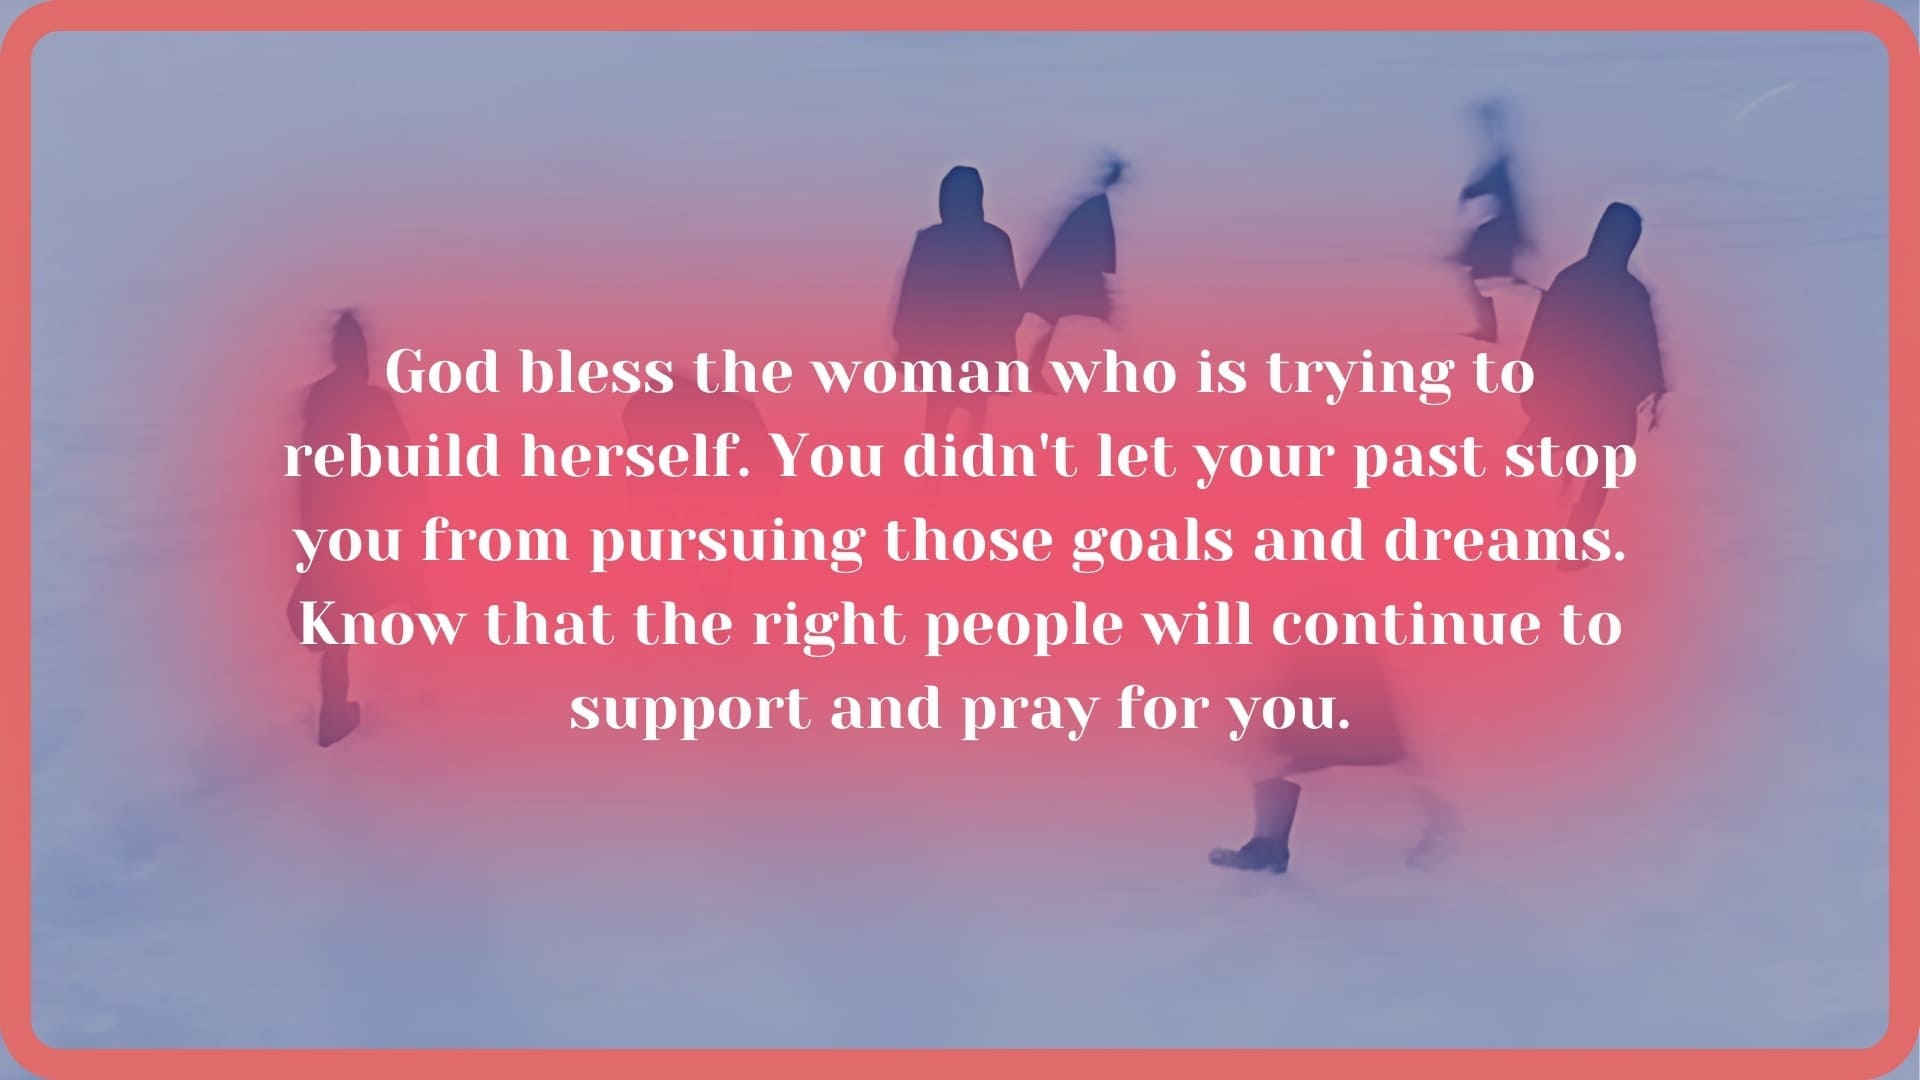 God bless the woman who is trying to
rebuild herself. You didn't let your past stop
you from pursuing those goals and dreams.
Know that the right people will continue to
support and pray for you.